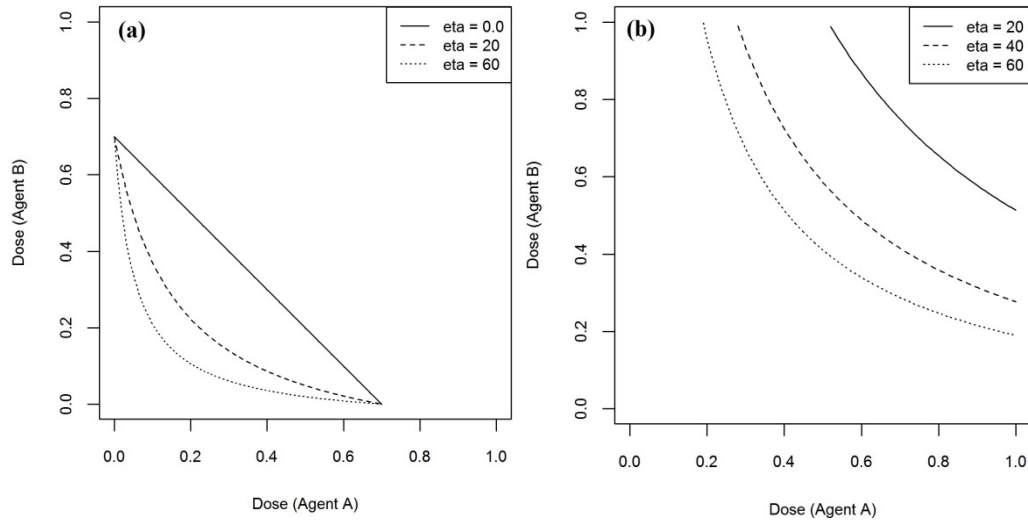 (a)
eta = 0.0
eta = 20
eta = 60
1.0
0.8
0.6
0.4
0.2
0.0
Dose (Agent B)
0.0 0.2 0.4 0.6 0.8 1.0
Dose (Agent A)
(b)
eta = 20
eta = 40
eta = 60
1.0
0.8
0.6
0.4
0.2
0.0
Dose (Agent B)
0.0 0.2 0.4 0.6 0.8 1.0
Dose (Agent A)